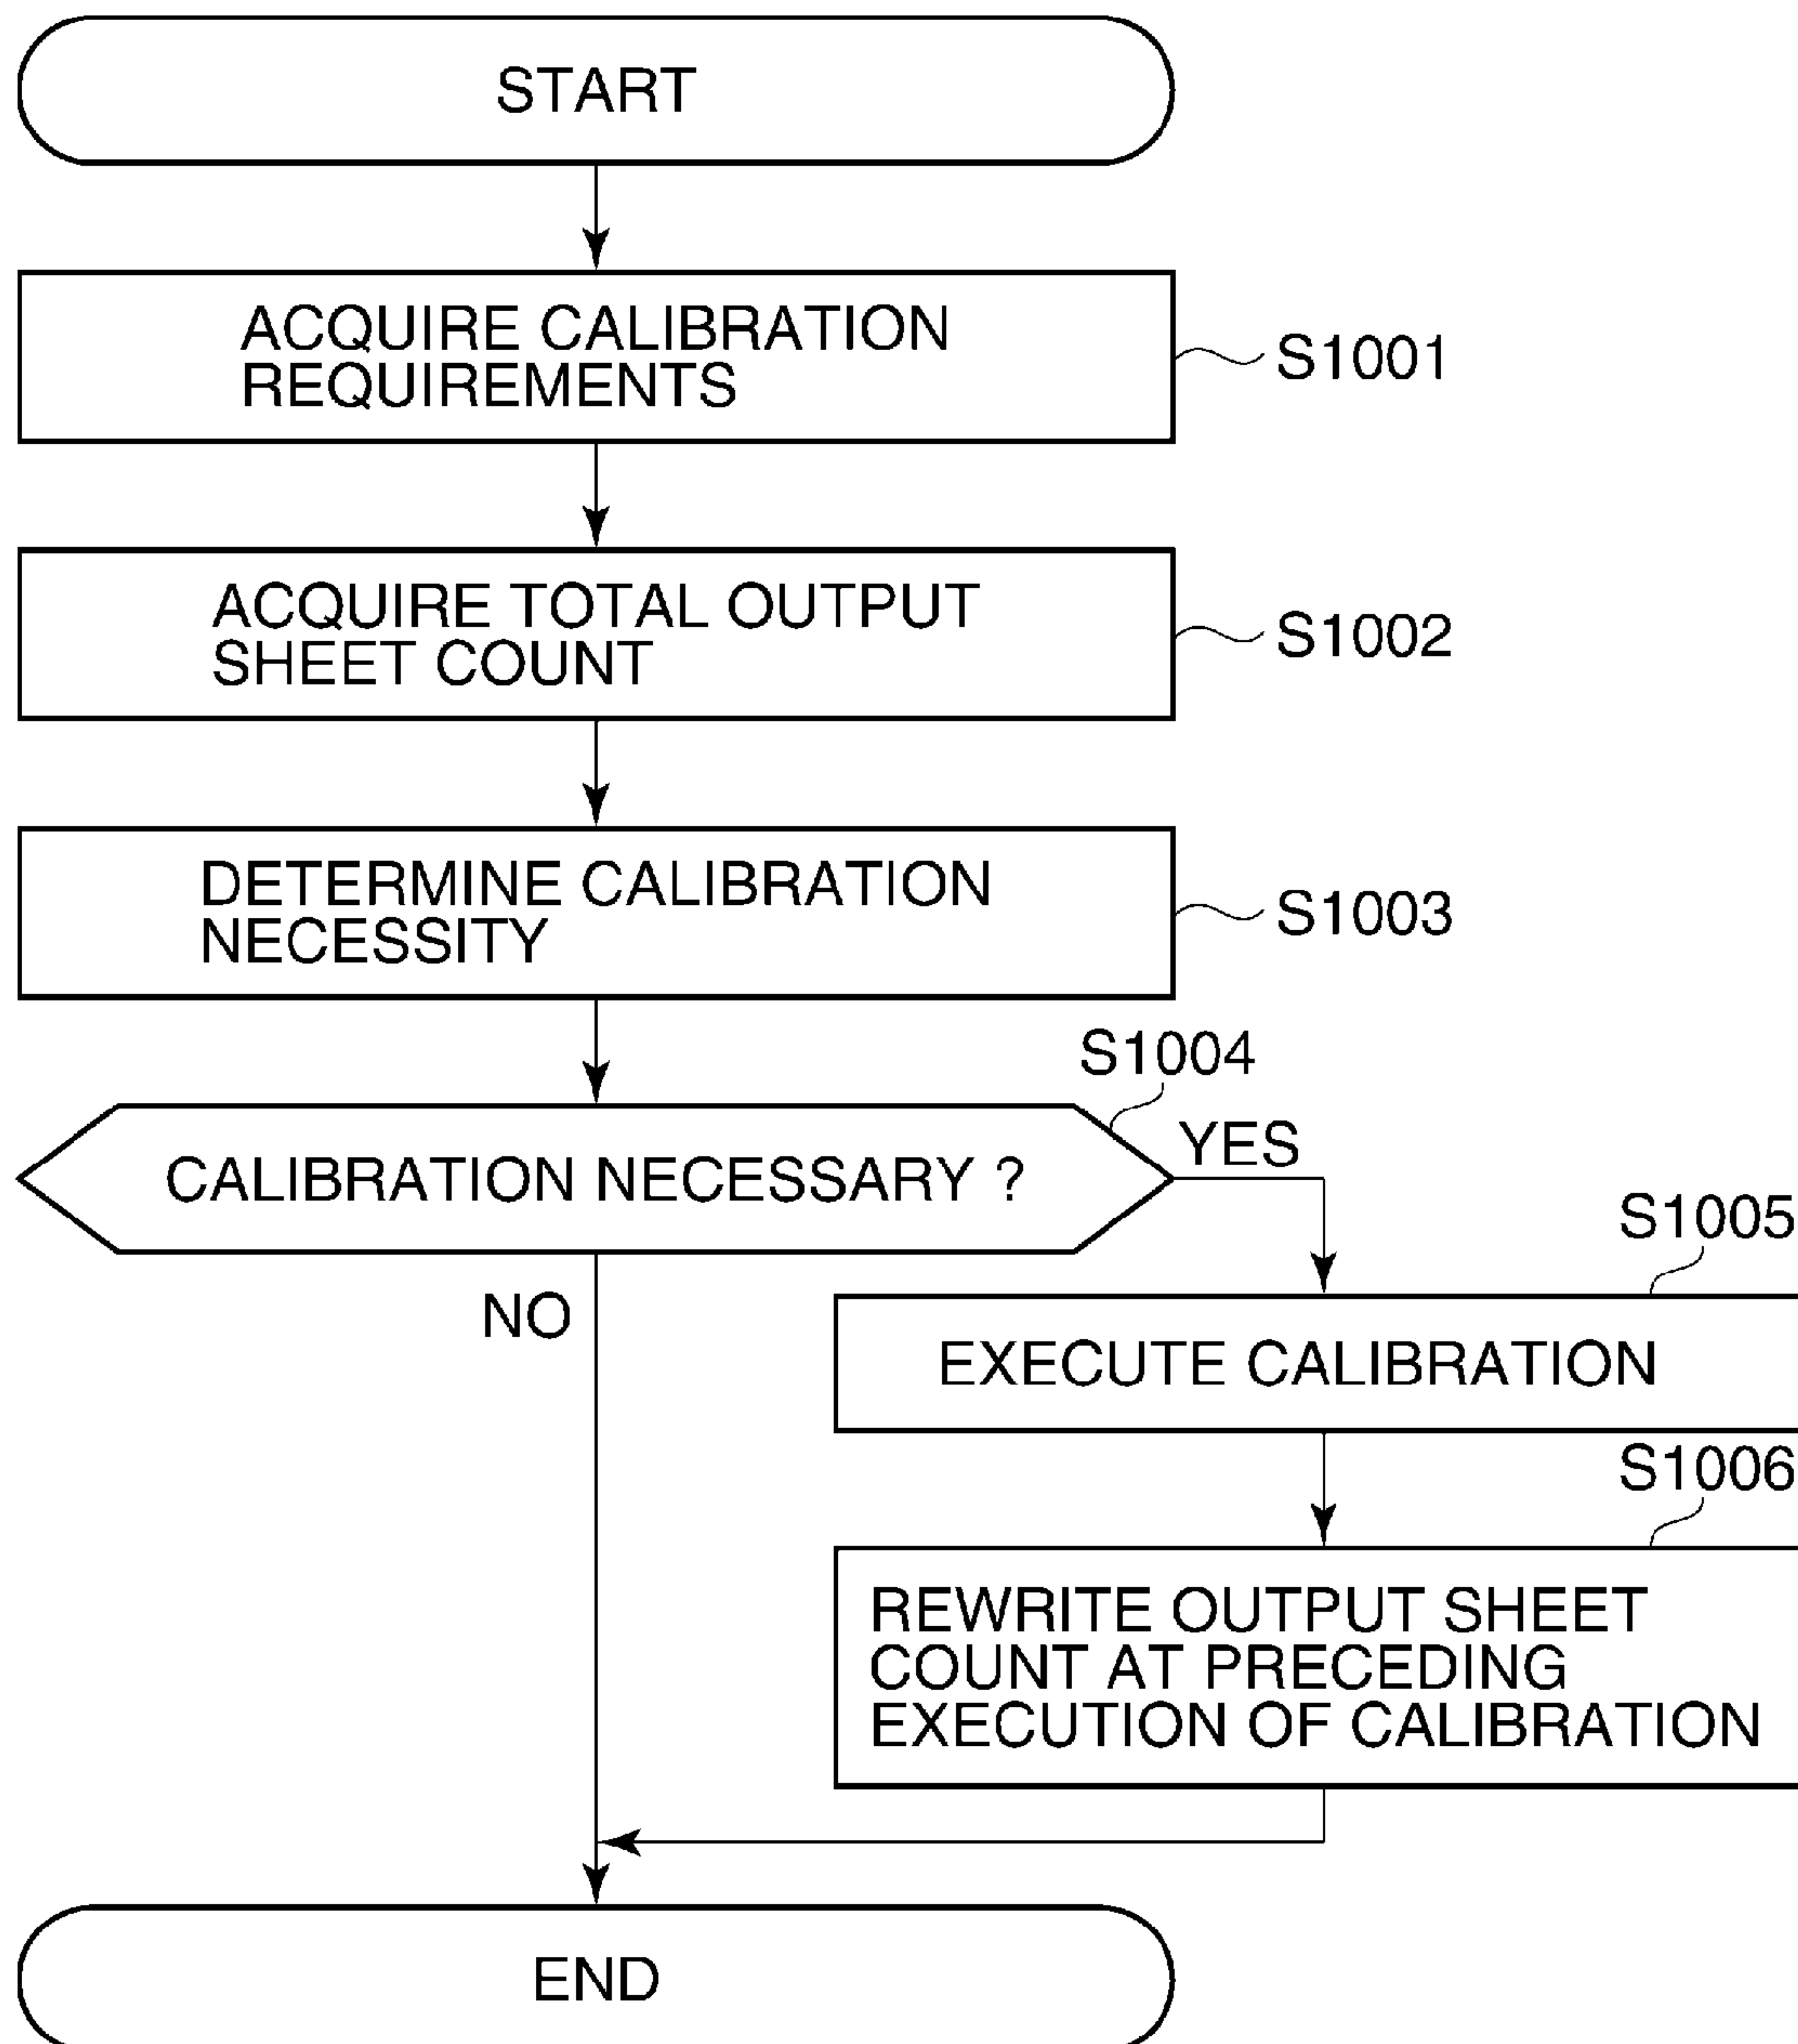 START
ACQUIRE CALIBRATION
REQUIREMENTS
S1001
ACQUIRE TOTAL OUTPUT
SHEET COUNT
S1002
DETERMINE CALIBRATION
NECESSITY
S1003
S1004
CALIBRATION NECESSARY ?
YES
NO
S1005
EXECUTE CALIBRATION
S1006
REWRITE OUTPUT SHEET
COUNT AT PRECEDING
EXECUTION OF CALIBRATION
END